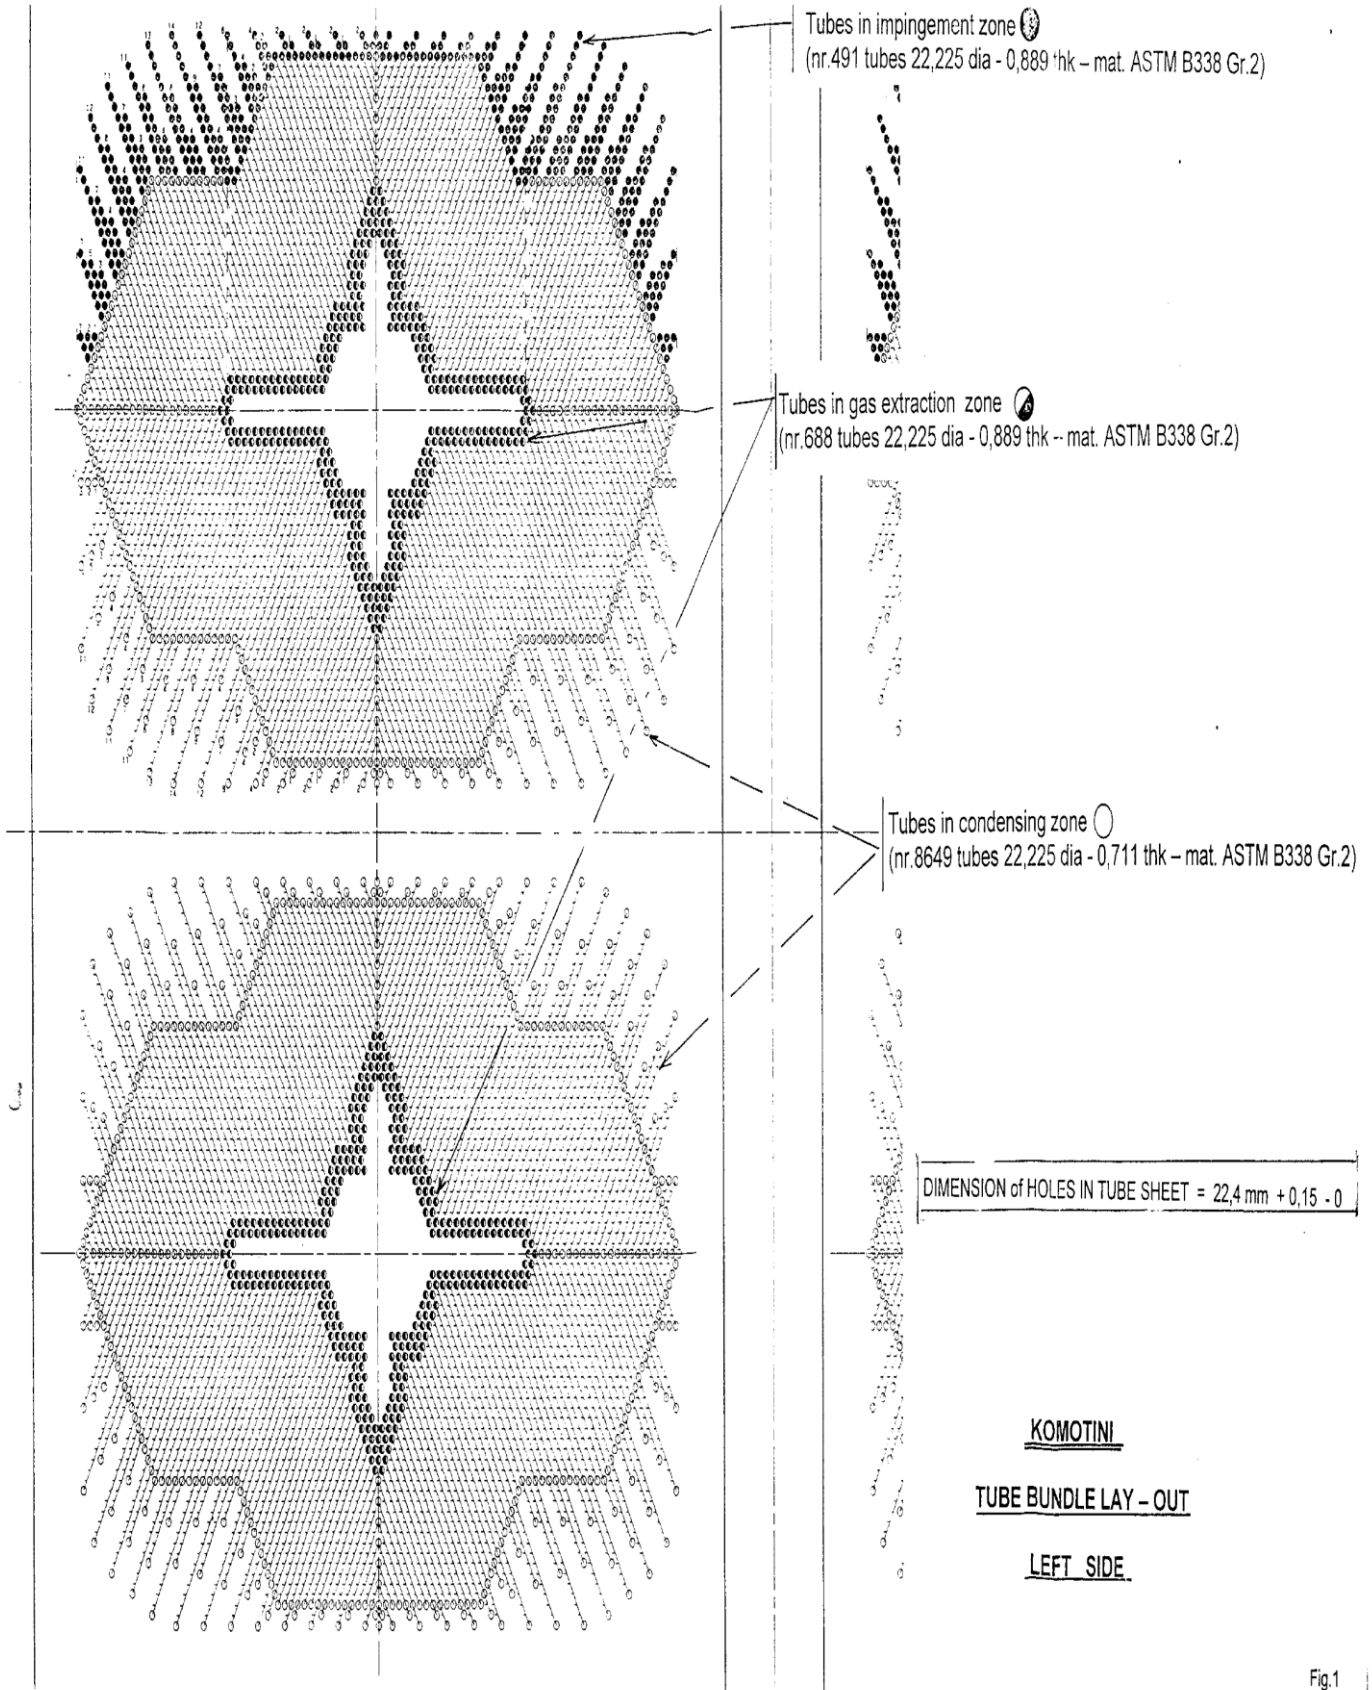 Tubes in impingement zone
(nr.491 tubes 22,225 dia - 0,889 thk – mat. ASTM B338 Gr.2)
Tubes in gas extraction zone
(nr.688 tubes 22,225 dia - 0,889 thk -- mat. ASTM B338 Gr.2)
Tubes in condensing zone
(nr.8649 tubes 22,225 dia - 0,711 thk – mat. ASTM B338 Gr.2)
DIMENSION of HOLES IN TUBE SHEET = 22,4 mm +0,15 - 0
KOMOTINI
TUBE BUNDLE LAY – OUT
LEFT SIDE
Fig.1